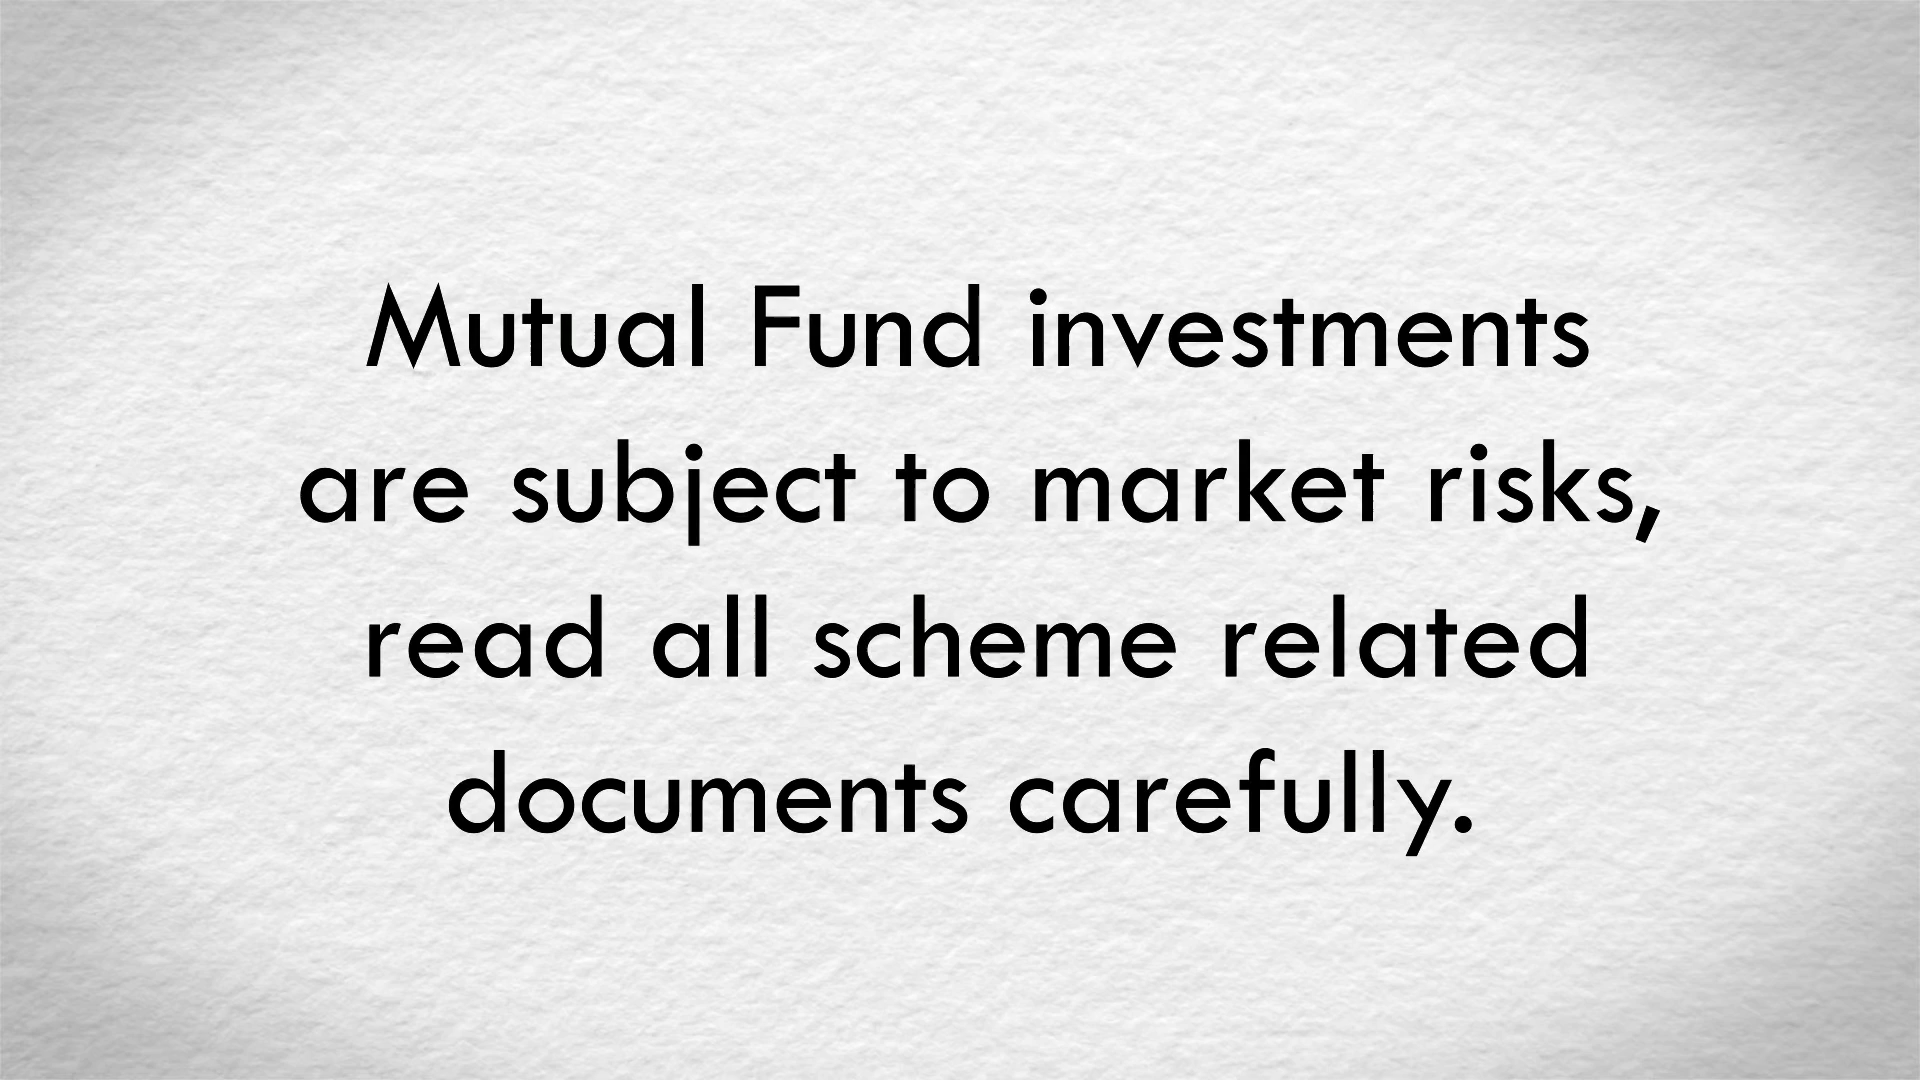 Mutual Fund investments
are subject to market risks,
read all scheme related
documents carefully.